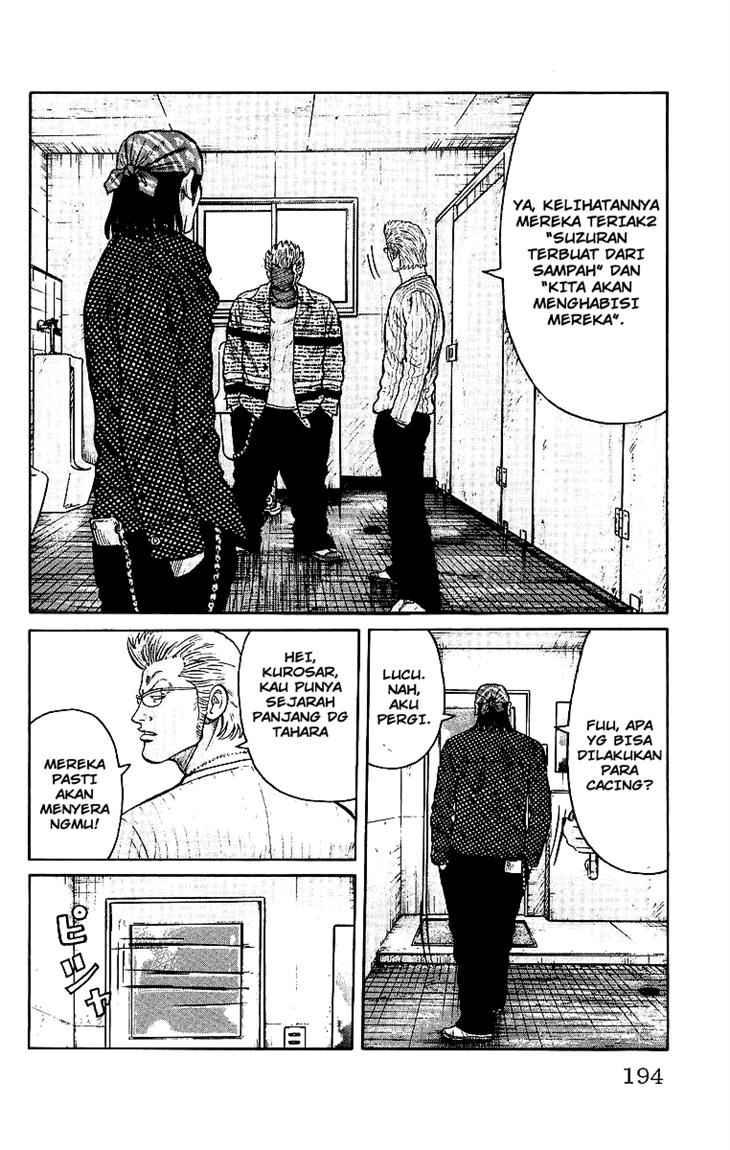 YA, KELIHATANNYA
MEREKA TERIAK2
"SUZURAN
TERBUAT DARI
SAMPAH" DAN
"KITA AKAN
MENGHABISI
MEREKA".
FUU, APA
YG BISA
DILAKUKAN
PARA
CACING?
LUCU.
NAH,
AKU
PERGI.
HEI,
KUROSAR,
KAU PUNYA
SEJARAH
PANJANG DG
TAHARA
MEREKA
PASTI
AKAN
MENYERA
NGMU!
ピシャ
194